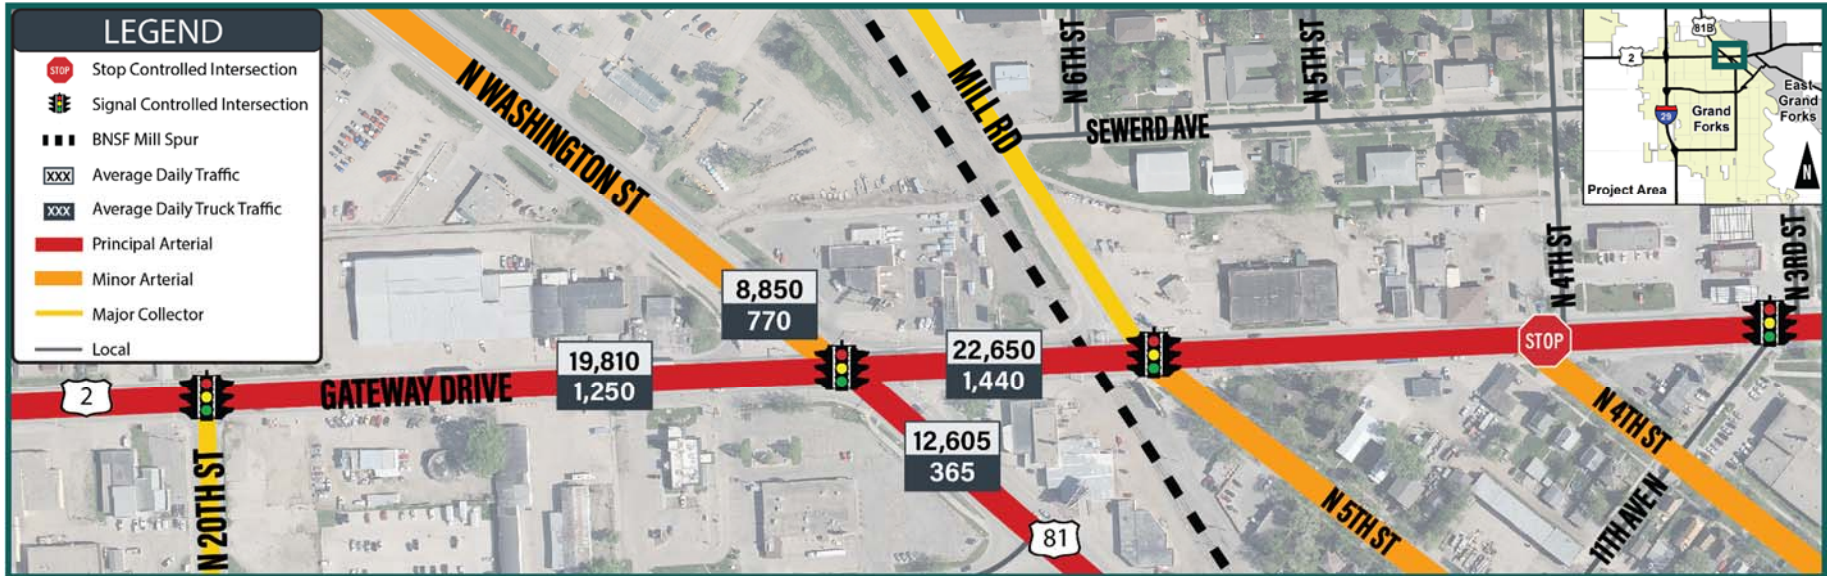 LEGEND
STOP
Stop Controlled Intersection
Signal Controlled Intersection
BNSF Mill Spur
XXX
Average Daily Traffic
XXX
Average Daily Truck Traffic
Principal Arterial
Minor Arterial
Major Collector
Local
N WASHINGTON ST
MILL RD
N 6TH ST
N 5TH ST
SEWERD AVE
81B
2
29
Grand
Forks
East
Grand
Forks
Project Area
N
N 4TH ST
N 3RD ST
8,850
770
19,810
1,250
22,650
1,440
12,605
365
2
GATEWAY DRIVE
STOP
N 20TH ST
81
N 5TH ST
N 4TH ST
11TH AVE N